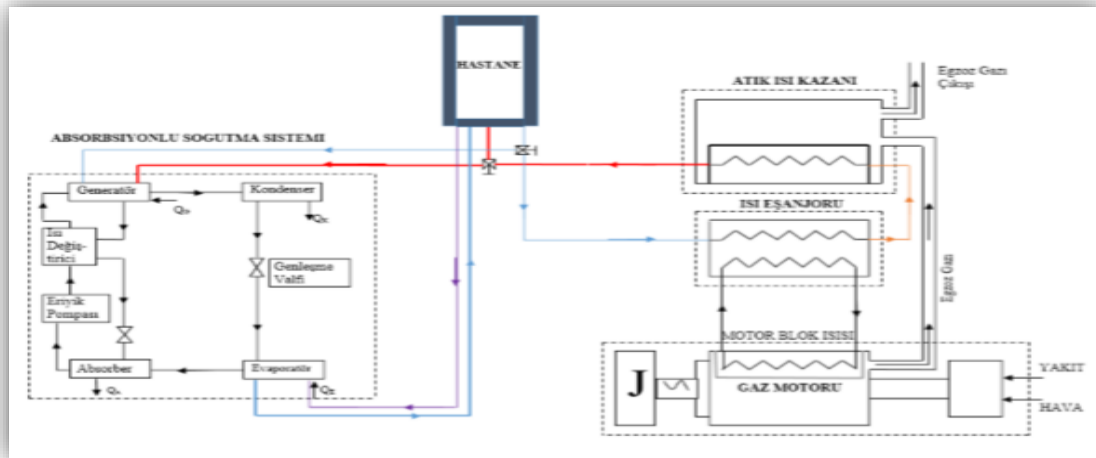 HASTANE
ATIK ISI KAZANI
Egzoz Gazı
Çıkışı
ABSORBSIYONLU SOGUTMA SISTEMI
Generatör
Kondenser
ISI EŞANJORU
Isı
Değiş-
tirici
Genleşme
Valfi
Egzoz Gazı
Eriyik
Pompası
MOTOR BLOK ISISI
Absorber
Evaporatör
J
GAZ MOTORU
YAKIT
HAVA